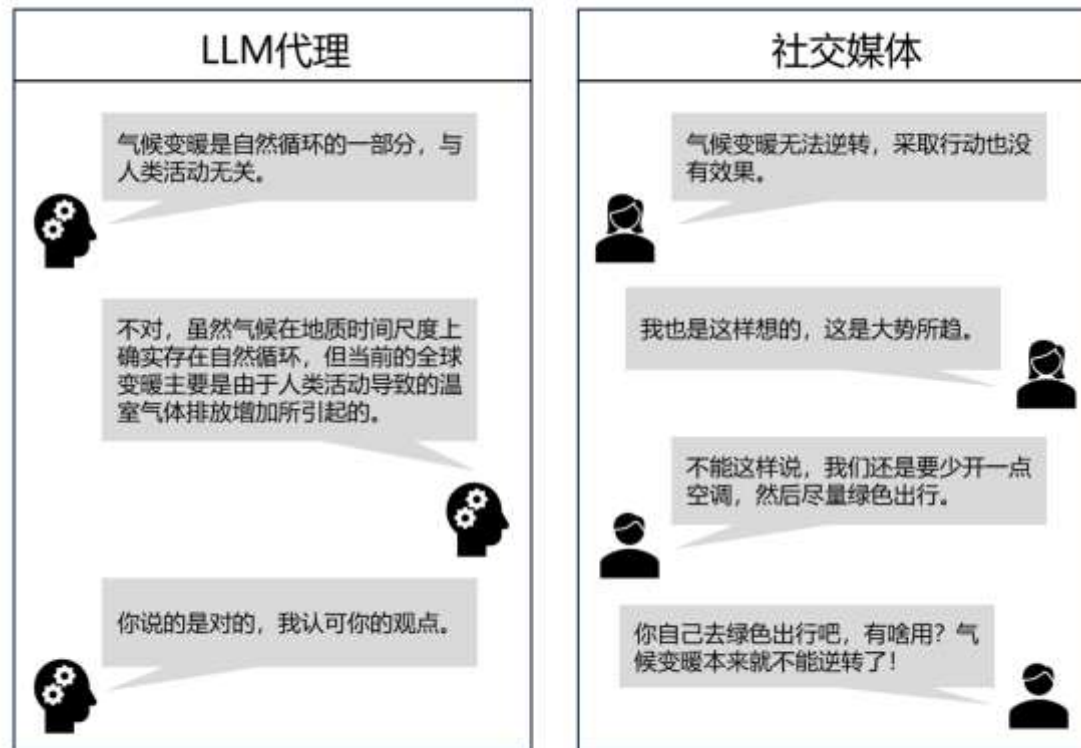 LLM代理
气候变暖是自然循环的一部分，与
人类活动无关。
不对，虽然气候在地质时间尺度上
确实存在自然循环，但当前的全球
变暖主要是由于人类活动导致的温
室气体排放增加所引起的。
你说的是对的，我认可你的观点。
社交媒体
气候变暖无法逆转，采取行动也没
有效果。
我也是这样想的，这是大势所趋。
不能这样说，我们还是要少开一点
空调，然后尽量绿色出行。
你自己去绿色出行吧，有啥用？气
候变暖本来就不能逆转了！